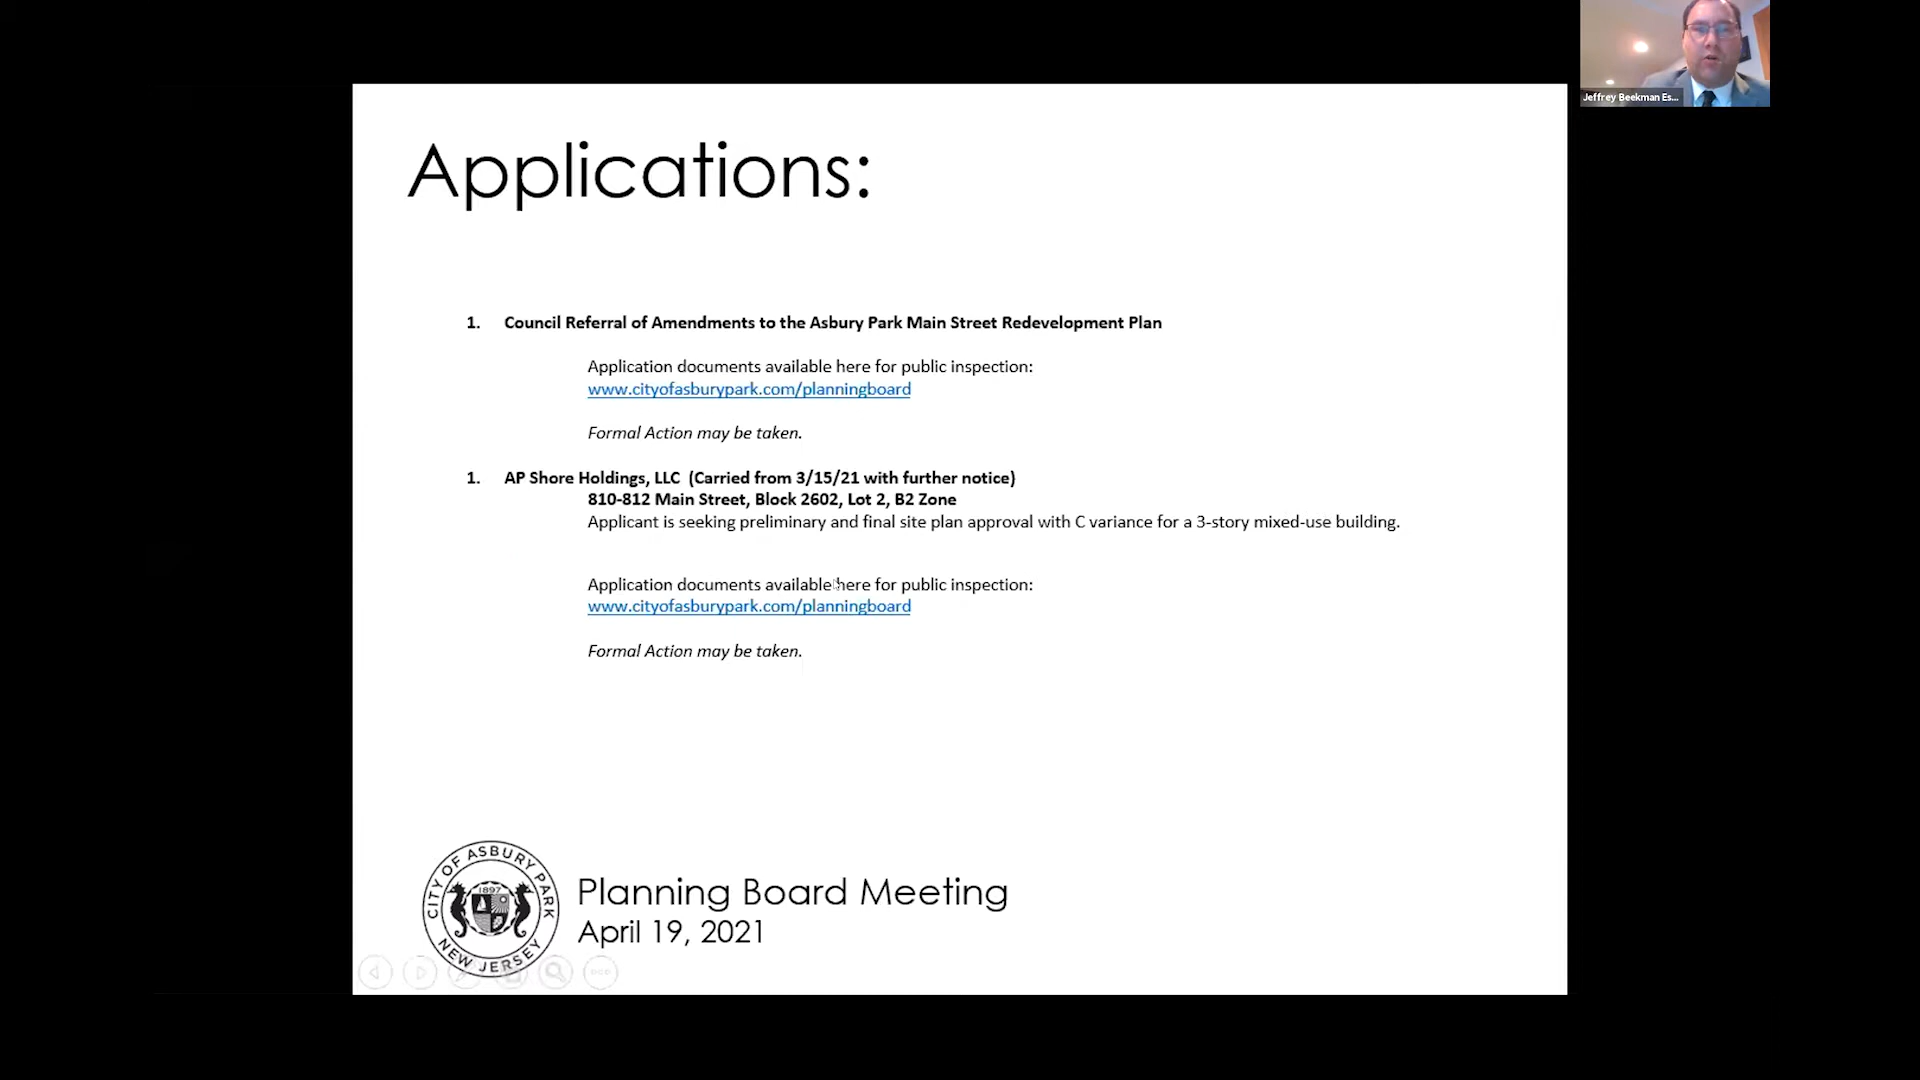 Jeffrey Beekman Es...
Applications:
1. Council Referral of Amendments to the Asbury Park Main Street Redevelopment Plan
Application documents available here for public inspection:
www.cityofasburypark.com/planningboard
Formal Action may be taken.
1. AP Shore Holdings, LLC (Carried from 3/15/21 with further notice)
810-812 Main Street, Block 2602, Lot 2, B2 Zone
Applicant is seeking preliminary and final site plan approval with C variance for a 3-story mixed-use building.
Application documents available here for public inspection:
www.cityofasburypark.com/planningboard
Formal Action may be taken.
CITY OF ASBURY PARK
1897
NEW JERSEY
Planning Board Meeting
April 19, 2021